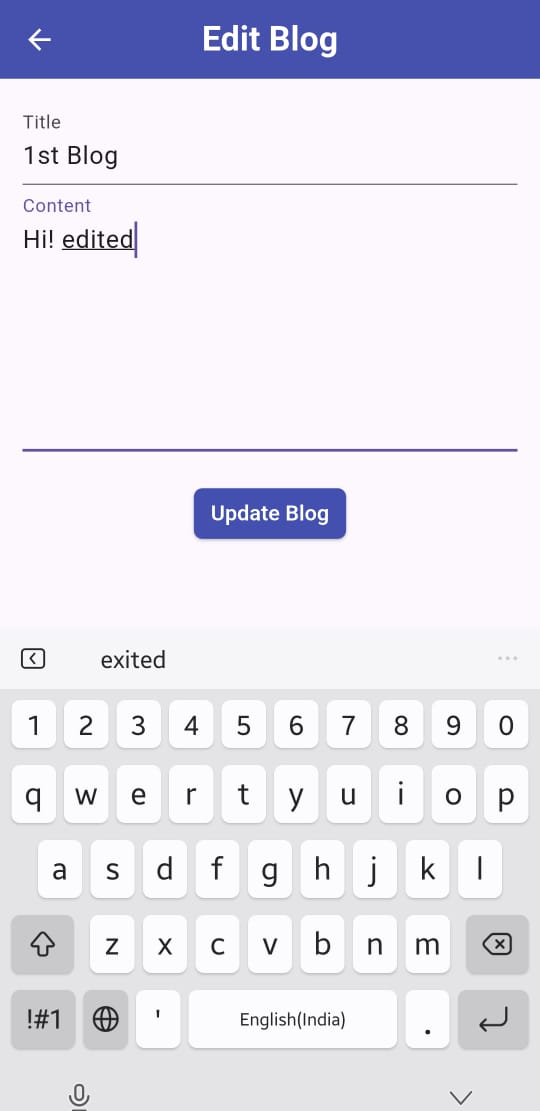 Edit Blog
Title
1st Blog
Content
Hi! edited
Update Blog
exited
1 2 3 4 5 6 7 8 9 0
q w e r t y u i o p
a s d f g h j k l
z x c v b n m
!#1 ' English(India) .